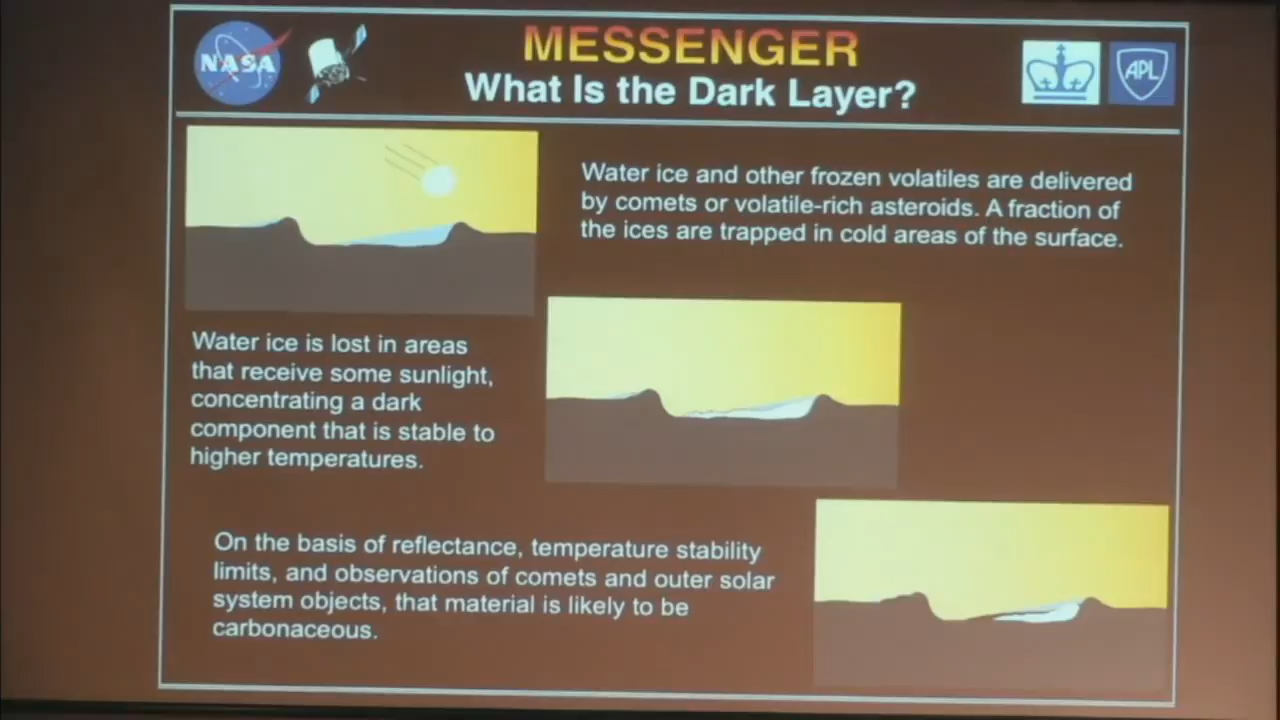 NASA
MESSENGER
What Is the Dark Layer?
APL
Water ice and other frozen volatiles are delivered
by comets or volatile-rich asteroids. A fraction of
the ices are trapped in cold areas of the surface.
Water ice is lost in areas
that receive some sunlight,
concentrating a dark
component that is stable to
higher temperatures.
On the basis of reflectance, temperature stability
limits, and observations of comets and outer solar
system objects, that material is likely to be
carbonaceous.